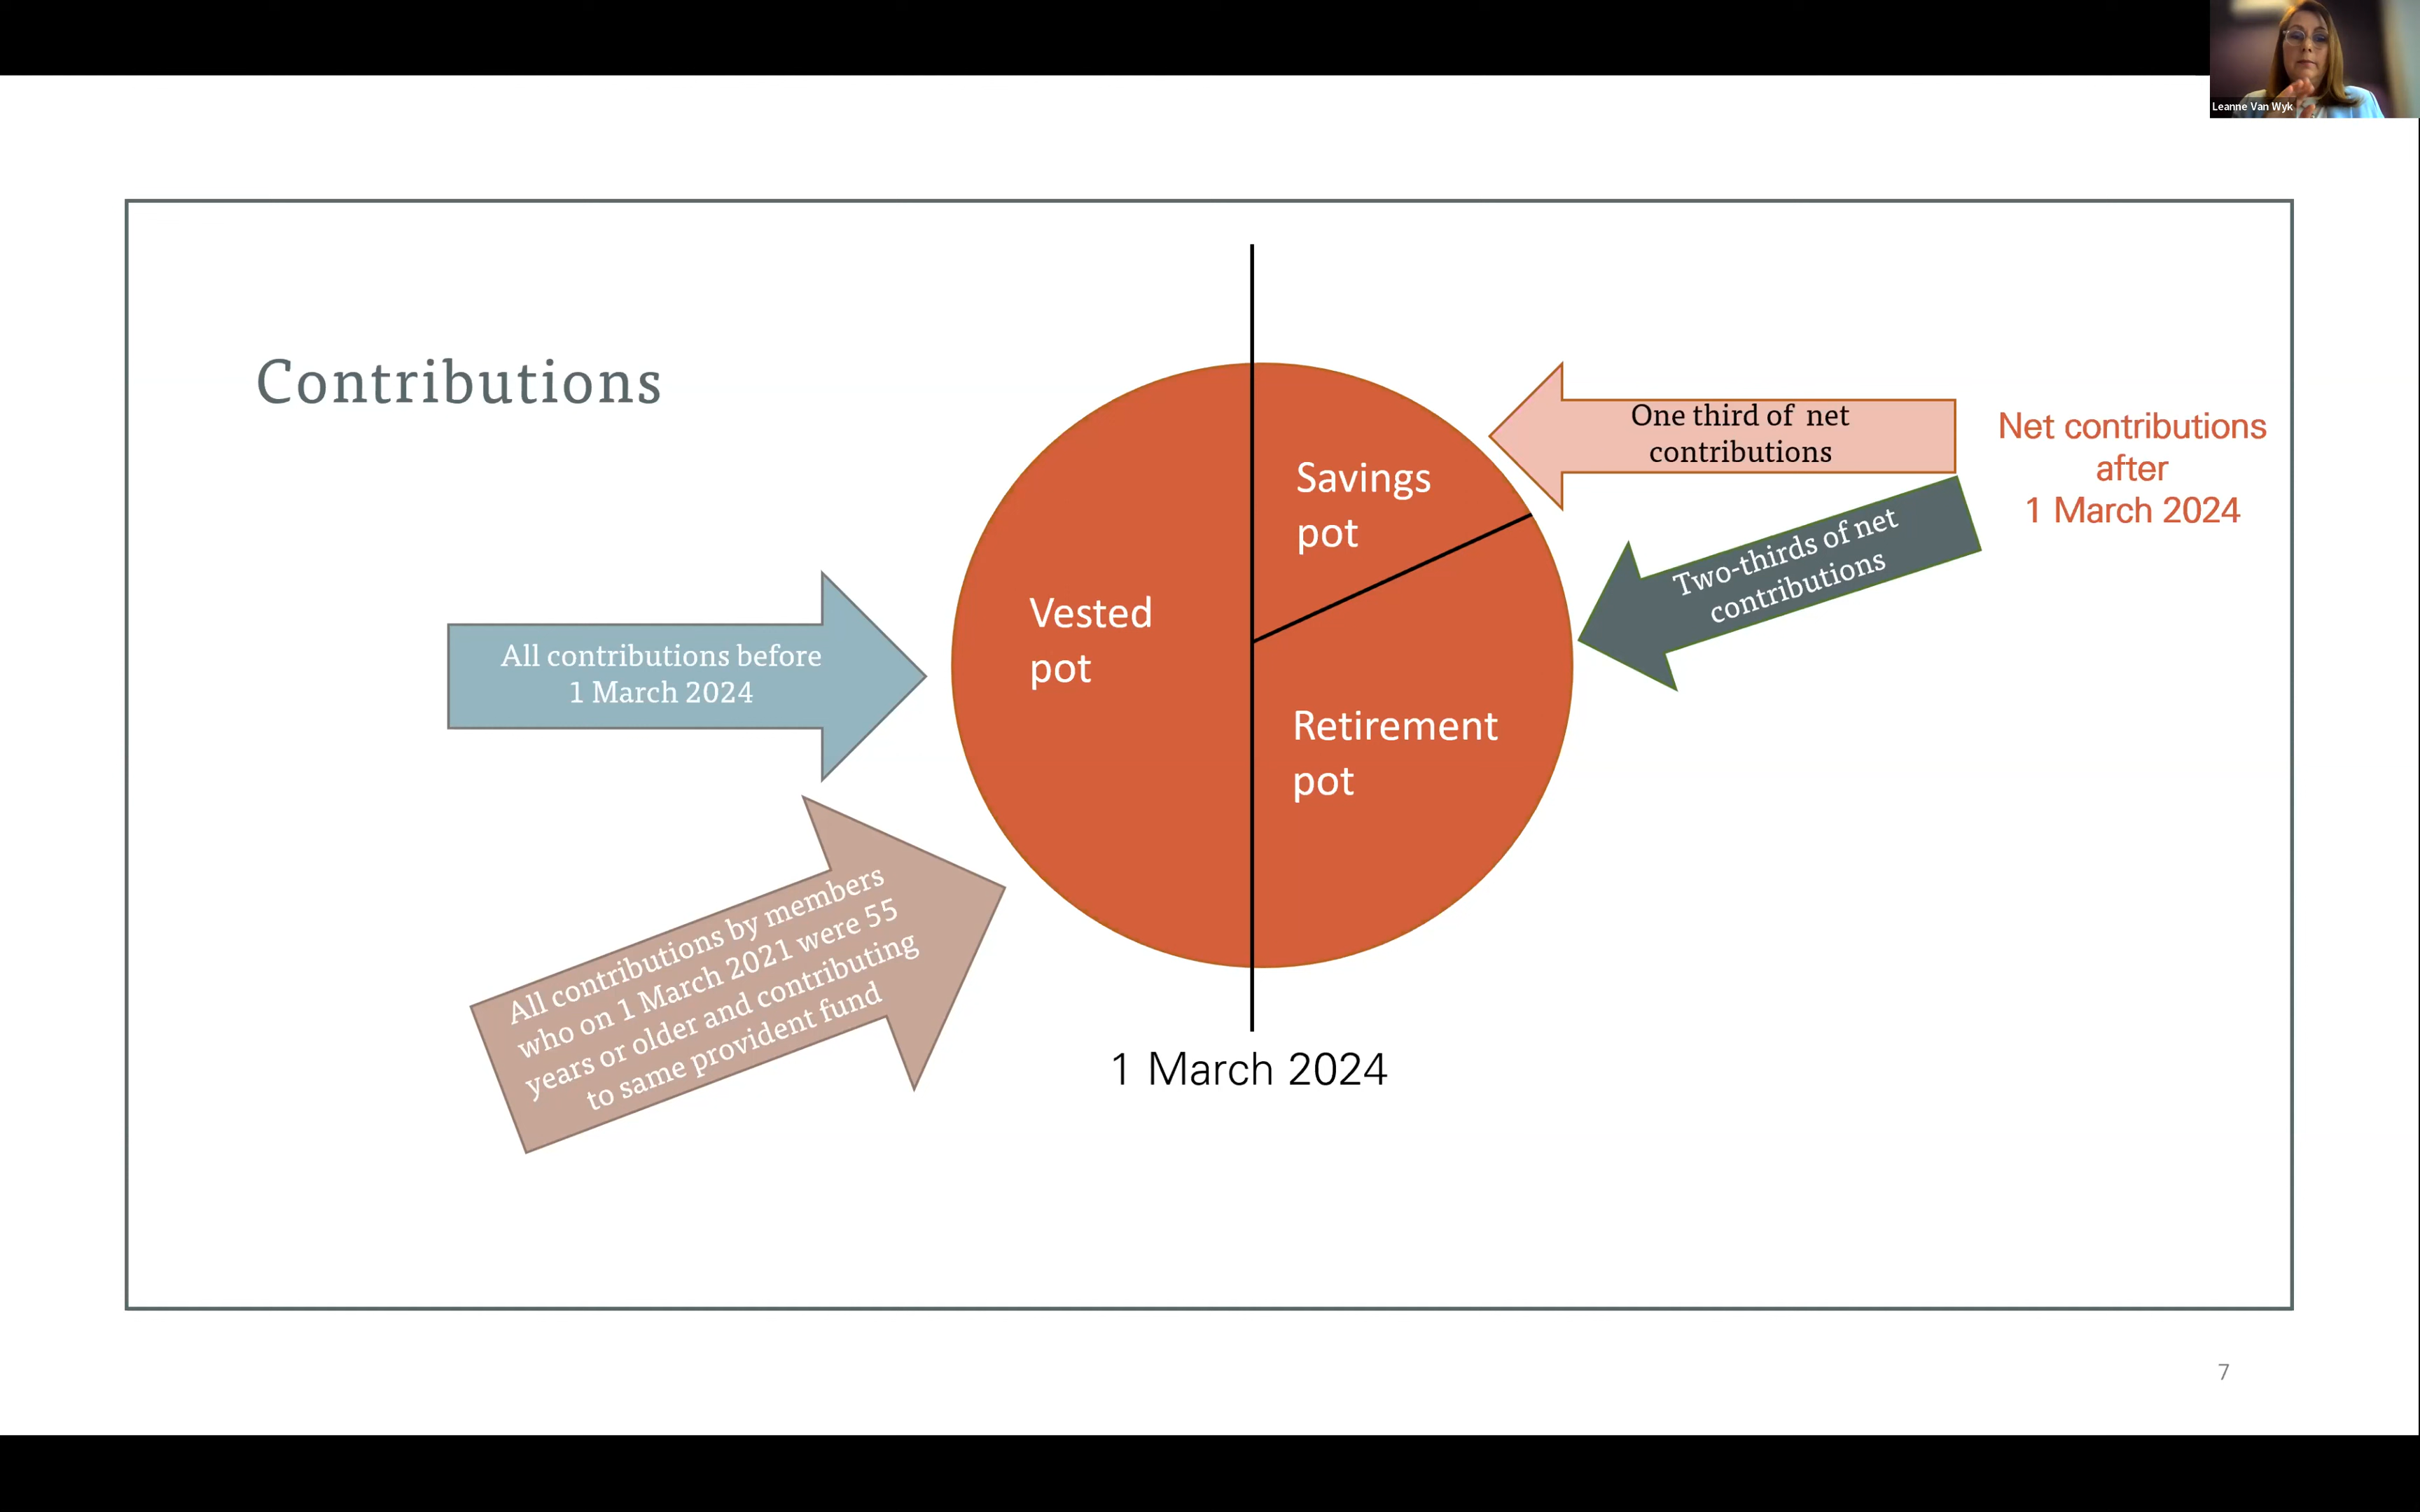 Leanne Van Wyk
Contributions
One third of  net
contributions
Net contributions
after
1 March 2024
Two-thirds of net
contributions
Savings
pot
Vested
pot
All contributions before
1 March 2024
Retirement
pot
All contributions by members
who on 1 March 2021 were 55
years or older and contributing
to same provident fund
1 March 2024
7